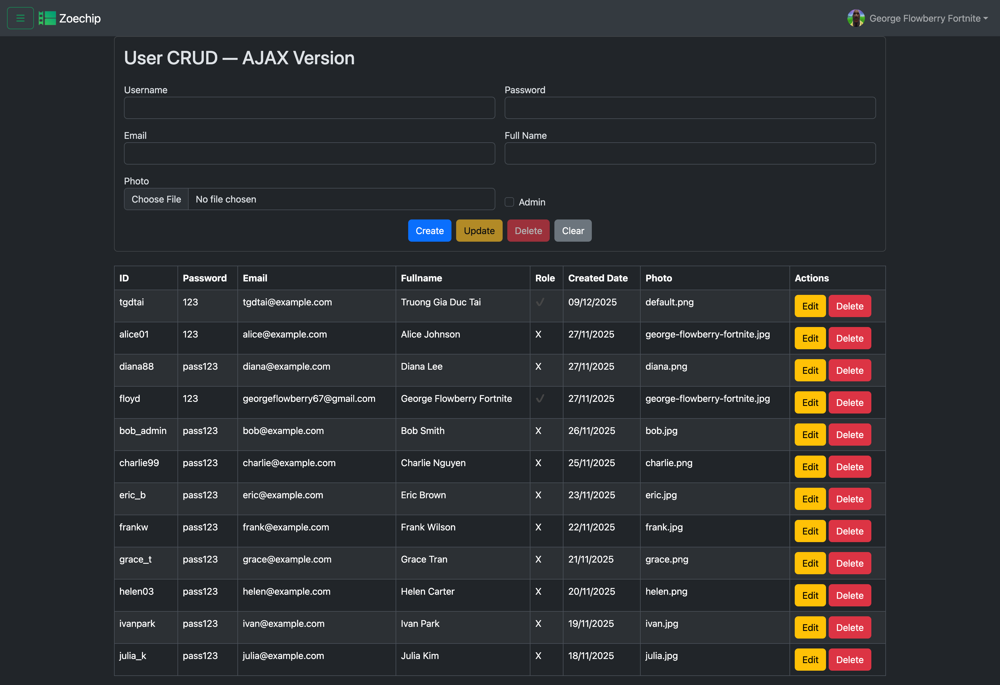 Zoechip
George Flowberry Fortnite
User CRUD — AJAX Version
Username Password
Email Full Name
Photo
Choose File No file chosen Admin
Create Update Delete Clear
ID Password Email Fullname Role Created Date Photo Actions
tgdtai 123 tgdtai@example.com Truong Gia Duc Tai ✓ 09/12/2025 default.png Edit Delete
alice01 123 alice@example.com Alice Johnson X 27/11/2025 george-flowberry-fortnite.jpg Edit Delete
diana88 pass123 diana@example.com Diana Lee X 27/11/2025 diana.png Edit Delete
floyd 123 georgeflowberry67@gmail.com George Flowberry Fortnite ✓ 27/11/2025 george-flowberry-fortnite.jpg Edit Delete
bob_admin pass123 bob@example.com Bob Smith X 26/11/2025 bob.jpg Edit Delete
charlie99 pass123 charlie@example.com Charlie Nguyen X 25/11/2025 charlie.png Edit Delete
eric_b pass123 eric@example.com Eric Brown X 23/11/2025 eric.jpg Edit Delete
frankw pass123 frank@example.com Frank Wilson X 22/11/2025 frank.jpg Edit Delete
grace_t pass123 grace@example.com Grace Tran X 21/11/2025 grace.png Edit Delete
helen03 pass123 helen@example.com Helen Carter X 20/11/2025 helen.png Edit Delete
ivanpark pass123 ivan@example.com Ivan Park X 19/11/2025 ivan.jpg Edit Delete
julia_k pass123 julia@example.com Julia Kim X 18/11/2025 julia.jpg Edit Delete